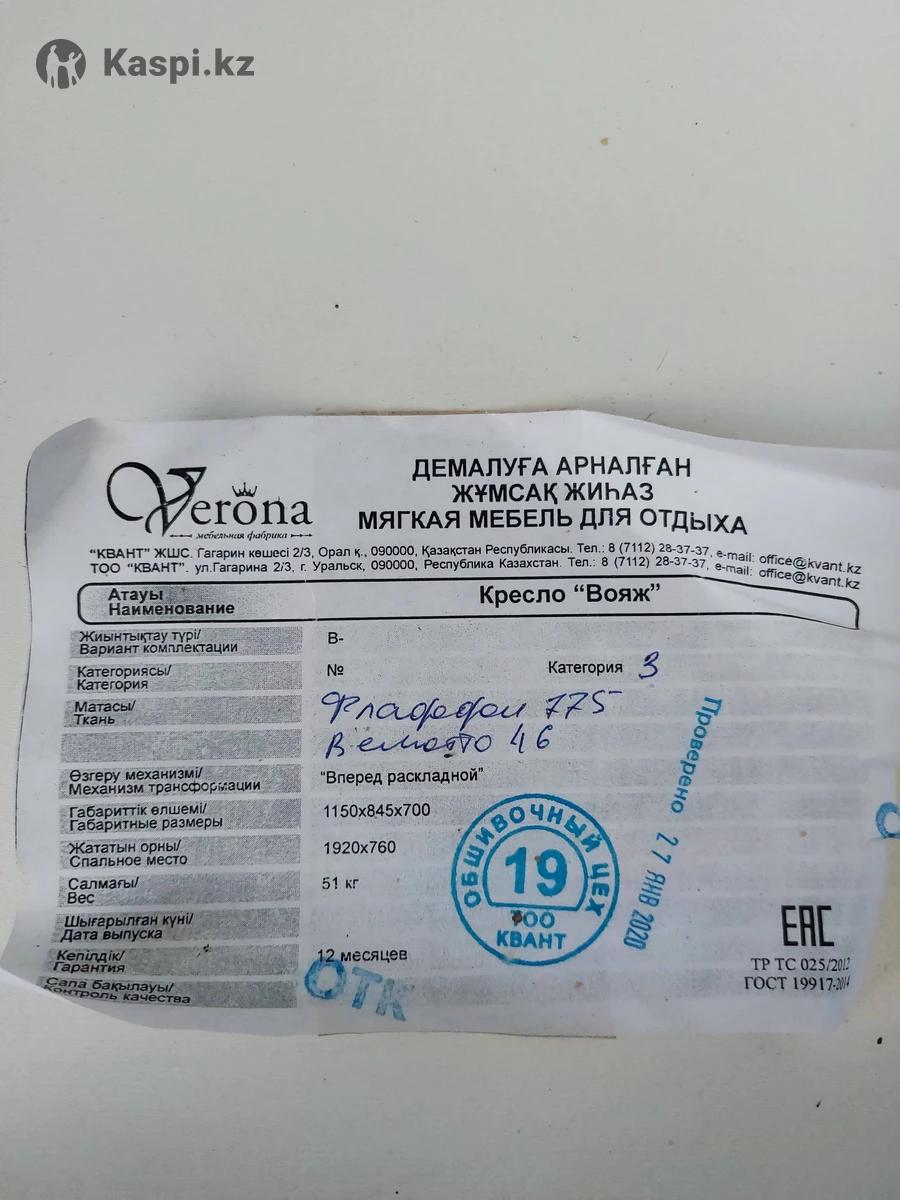 Kaspi.kz
Verona
мебельная фабрика
ДЕМАЛУҒА АРНАЛҒАН
ЖҰМСАҚ ЖИҺАЗ
МЯГКАЯ МЕБЕЛЬ ДЛЯ ОТДЫХА
"КВАНТ" ЖШС. Гагарин көшесі 2/3, Орал қ., 090000, Қазақстан Республикасы. Тел.: 8 (7112) 28-37-37, e-mail: office@kvant.kz
ТОО "КВАНТ". ул.Гагарина 2/3, г. Уральск, 090000, Республика Казахстан. Тел.: 8 (7112) 28-37-37, e-mail: office@kvant.kz
Атауы
Наименование
Кресло "Вояж"
Жиынтықтау түрі/
Вариант комплектации
В-
Категориясы/
Категория
№ Категория 3
Матасы/
Ткань
775
46
Өзгеру механизмі/
Механизм трансформации
"Вперед раскладной"
Габариттік өлшемі/
Габаритные размеры
1150х845х700
Жататын орны/
Спальное место
1920х760
Салмағы/
Вес
51 кг
Шығарылған күні/
Дата выпуска
Кепілдік/
Гарантия
12 месяцев
Сапа бақылауы/
Контроль качества
ОТК
ОБШИВОЧНЫЙ ЦЕХ
19
ТОО
КВАНТ
Проверено 27 ЯНВ 2020
ЕАС
ТР ТС 025/2012
ГОСТ 19917-2014